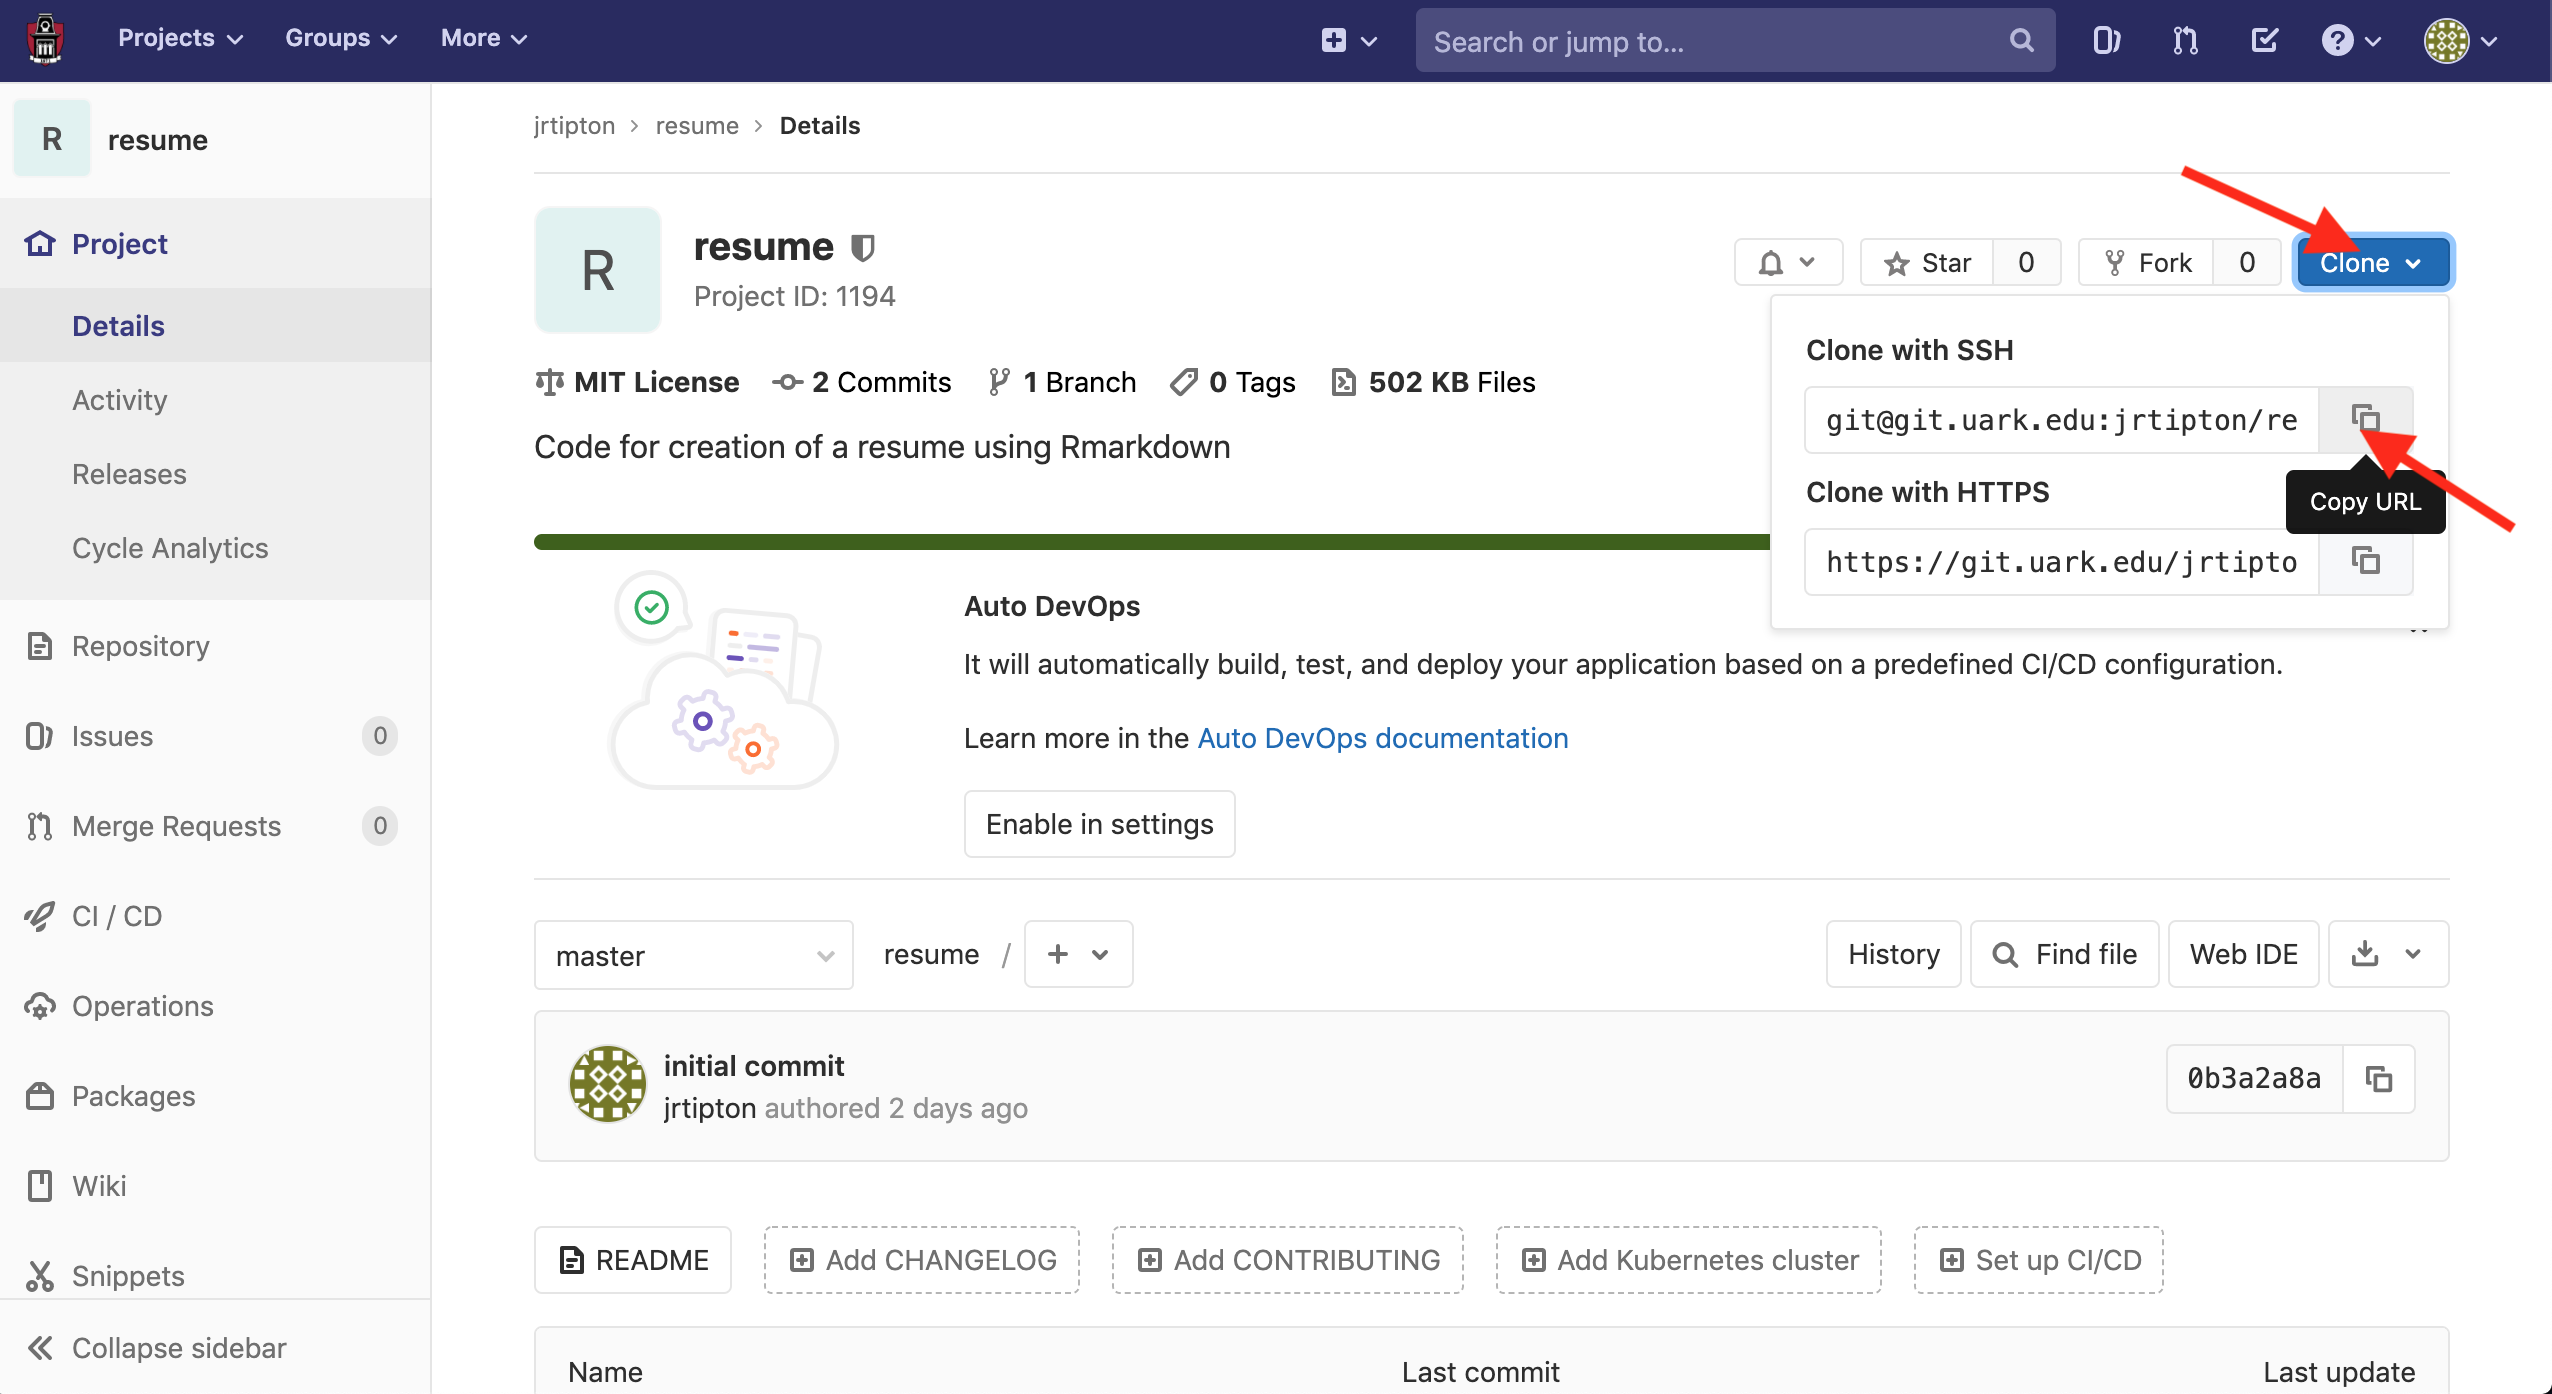 Projects Groups More Search or jump to...
R resume
jrtipton > resume > Details
Project
Details
Activity
Releases
Cycle Analytics
Repository
Issues 0
Merge Requests 0
CI / CD
Operations
Packages
Wiki
Snippets
Collapse sidebar
R
resume
Project ID: 1194
Star 0 Fork 0 Clone
MIT License 2 Commits 1 Branch 0 Tags 502 KB Files
Code for creation of a resume using Rmarkdown
Clone with SSH
git@git.uark.edu:jrtipton/re
Copy URL
Clone with HTTPS
https://git.uark.edu/jrtipto
Auto DevOps
It will automatically build, test, and deploy your application based on a predefined CI/CD configuration.
Learn more in the Auto DevOps documentation
Enable in settings
master resume / + History Find file Web IDE
initial commit
jrtipton authored 2 days ago
0b3a2a8a
README Add CHANGELOG Add CONTRIBUTING Add Kubernetes cluster Set up CI/CD
Name Last commit Last update